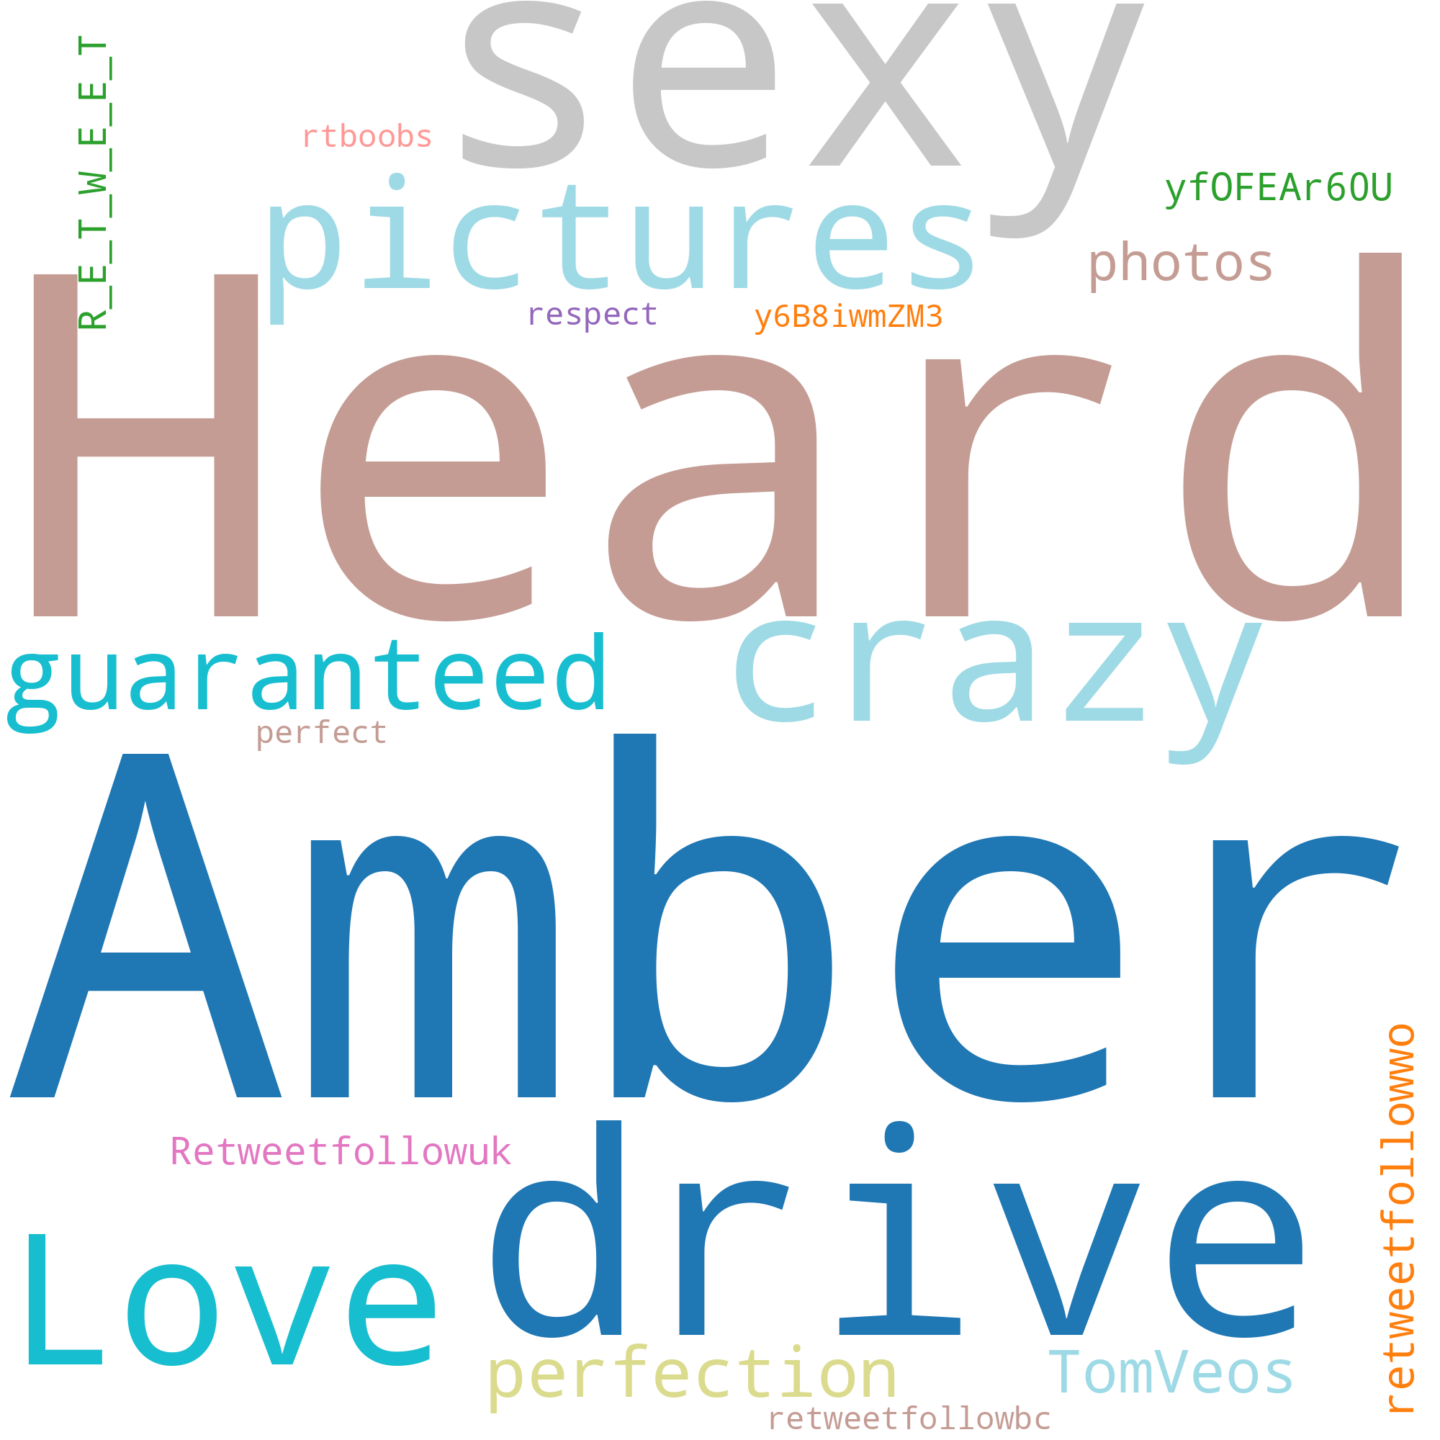 sexy
R_E_T_W_E_E_T
rtboobs
yfOFEAr6OU
pictures
photos
respect
y6B8iwmZM3
Heard
guaranteed
crazy
perfect
Amber
Retweetfollowuk
drive
retweetfollowwo
Love
perfection
TomVeos
retweetfollowbc